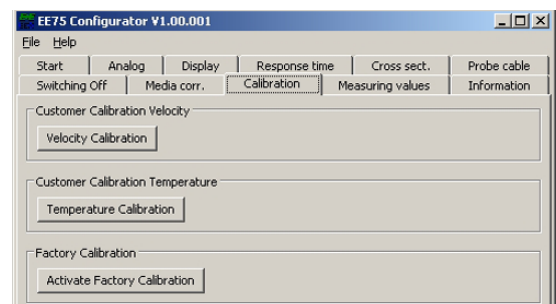 EE75 Configurator V1.00.001
File Help
Start Analog Display Response time Cross sect. Probe cable
Switching Off Media corr. Calibration Measuring values Information
Customer Calibration Velocity
Velocity Calibration
Customer Calibration Temperature
Temperature Calibration
Factory Calibration
Activate Factory Calibration